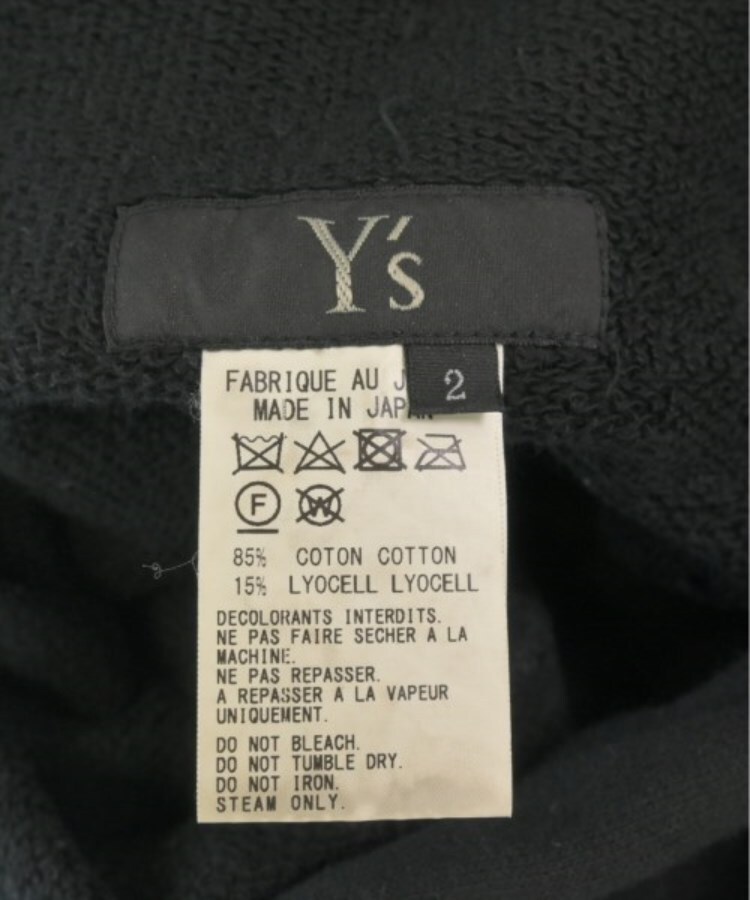 Y's
2
FABRIQUE AU
MADE IN JAPAN
F
W
85% COTON COTTON
15% LYOCELL LYOCELL
DECOLORANTS INTERDITS.
NE PAS FAIRE SECHER A LA
MACHINE.
NE PAS REPASSER.
A REPASSER A LA VAPEUR
UNIQUEMENT.
DO NOT BLEACH.
DO NOT TUMBLE DRY.
DO NOT IRON.
STEAM ONLY.